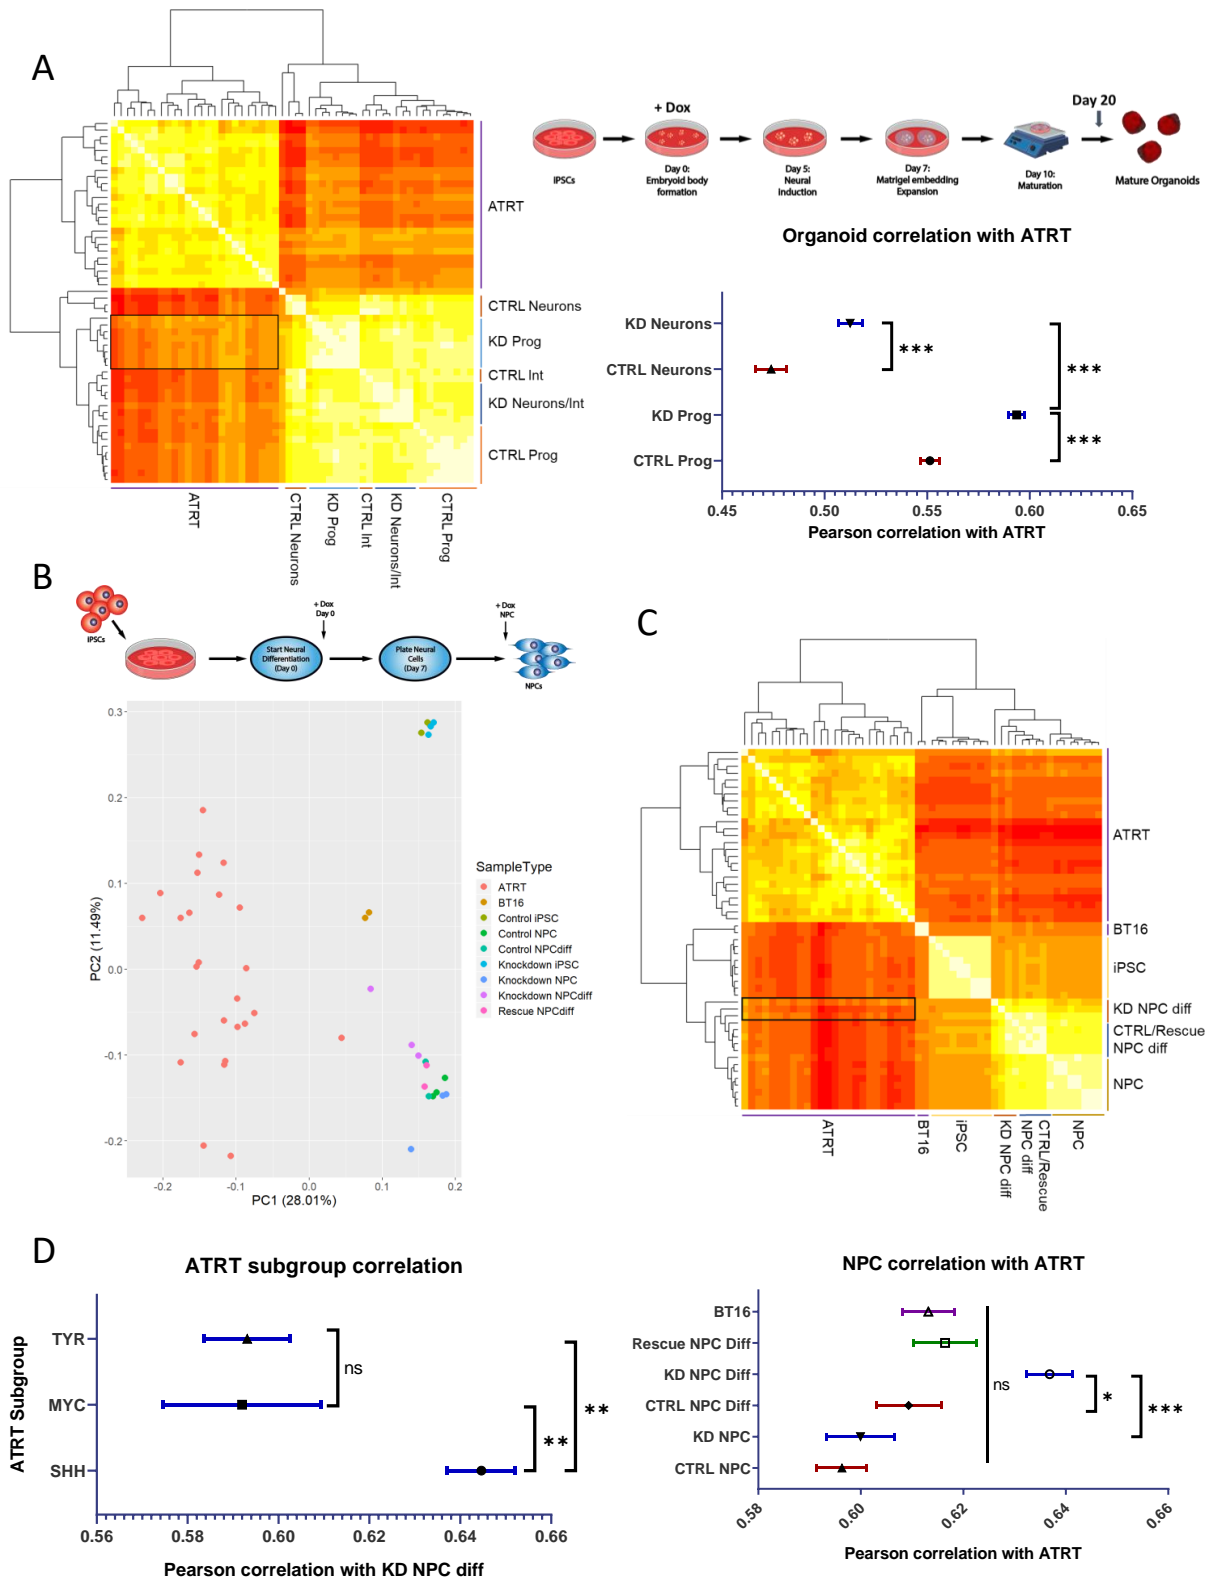 A
+ Dox
Day 20
iPSCs
Day 0:
Embryoid body
formation
Day 5:
Neural
Induction
Day 7:
Matrigel embedding
Expansion
Day 10:
Maturation
Mature Organoids
ATRT
CTRL Neurons
KD Prog
CTRL Int
KD Neurons/Int
CTRL Prog
ATRT
CTRL Neurons
KD Prog
CTRL Int
KD Neurons/Int
CTRL Prog
Organoid correlation with ATRT
KD Neurons
CTRL Neurons
KD Prog
CTRL Prog
***
***
***
0.45
0.50
0.55
0.60
0.65
Pearson correlation with ATRT
B
iPSCs
Start Neural
Differentiation
(Day 0)
+ Dox
Day 0
Plate Neural
Cells
(Day 7)
+ Dox
NPC
NPCs
PC2 (11.49%)
0.3
0.2
0.1
0.0
-0.1
-0.2
-0.2
-0.1
0.0
0.1
0.2
PC1 (28.01%)
SampleType
ATRT
BT16
Control iPSC
Control NPC
Control NPCdiff
Knockdown iPSC
Knockdown NPC
Knockdown NPCdiff
Rescue NPCdiff
C
ATRT
BT16
iPSC
KD NPC diff
CTRL/Rescue
NPC diff
NPC
ATRT
BT16
iPSC
KD NPC diff
CTRL/Rescue
NPC diff
NPC
D
ATRT subgroup correlation
ATRT Subgroup
TYR
MYC
SHH
ns
**
**
0.56
0.58
0.60
0.62
0.64
0.66
Pearson correlation with KD NPC diff
NPC correlation with ATRT
BT16
Rescue NPC Diff
KD NPC Diff
CTRL NPC Diff
KD NPC
CTRL NPC
ns
*
***
0.58
0.60
0.62
0.64
0.66
Pearson correlation with ATRT